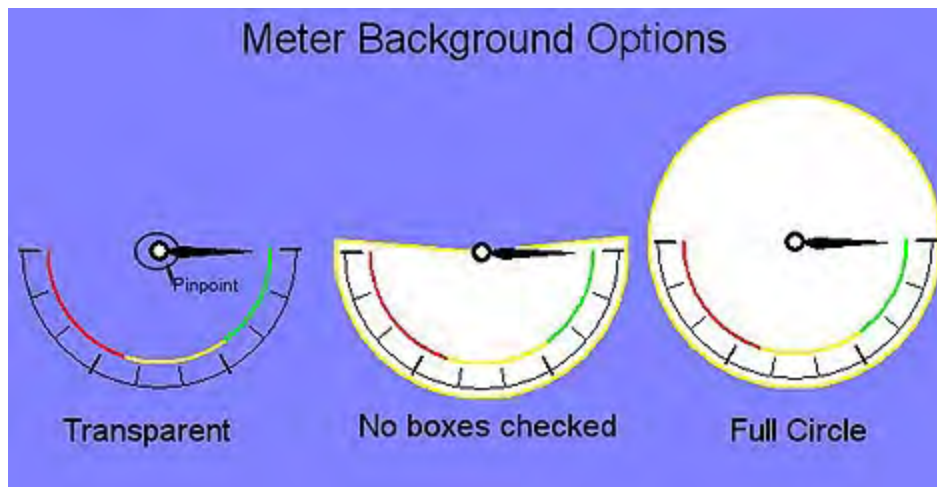 Meter Background Options
Pinpoint
Transparent
No boxes checked
Full Circle